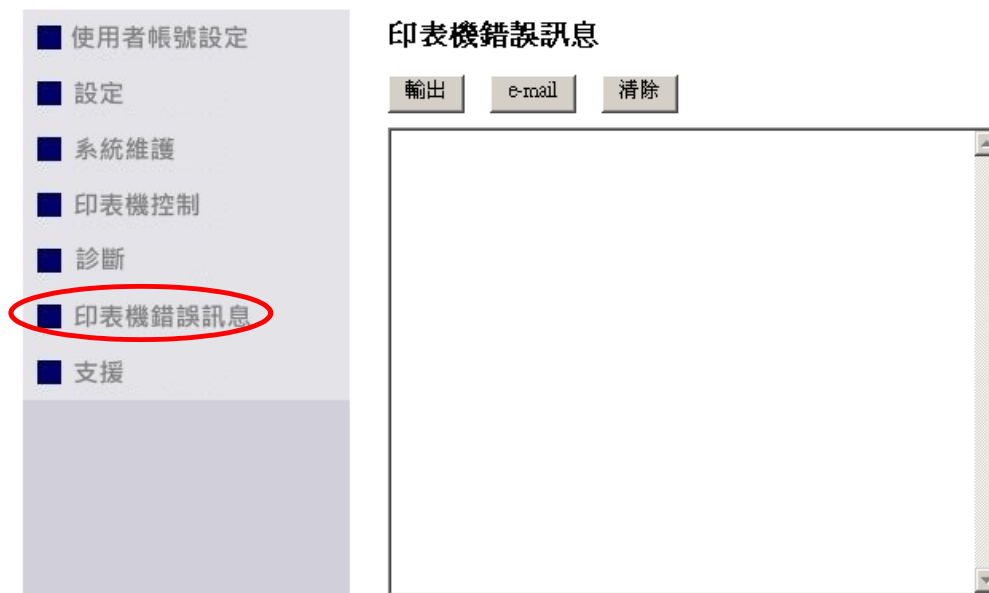 使用者帳號設定
設定
系統維護
印表機控制
診斷
印表機錯誤訊息
支援
印表機錯誤訊息
輸出 e-mail 清除